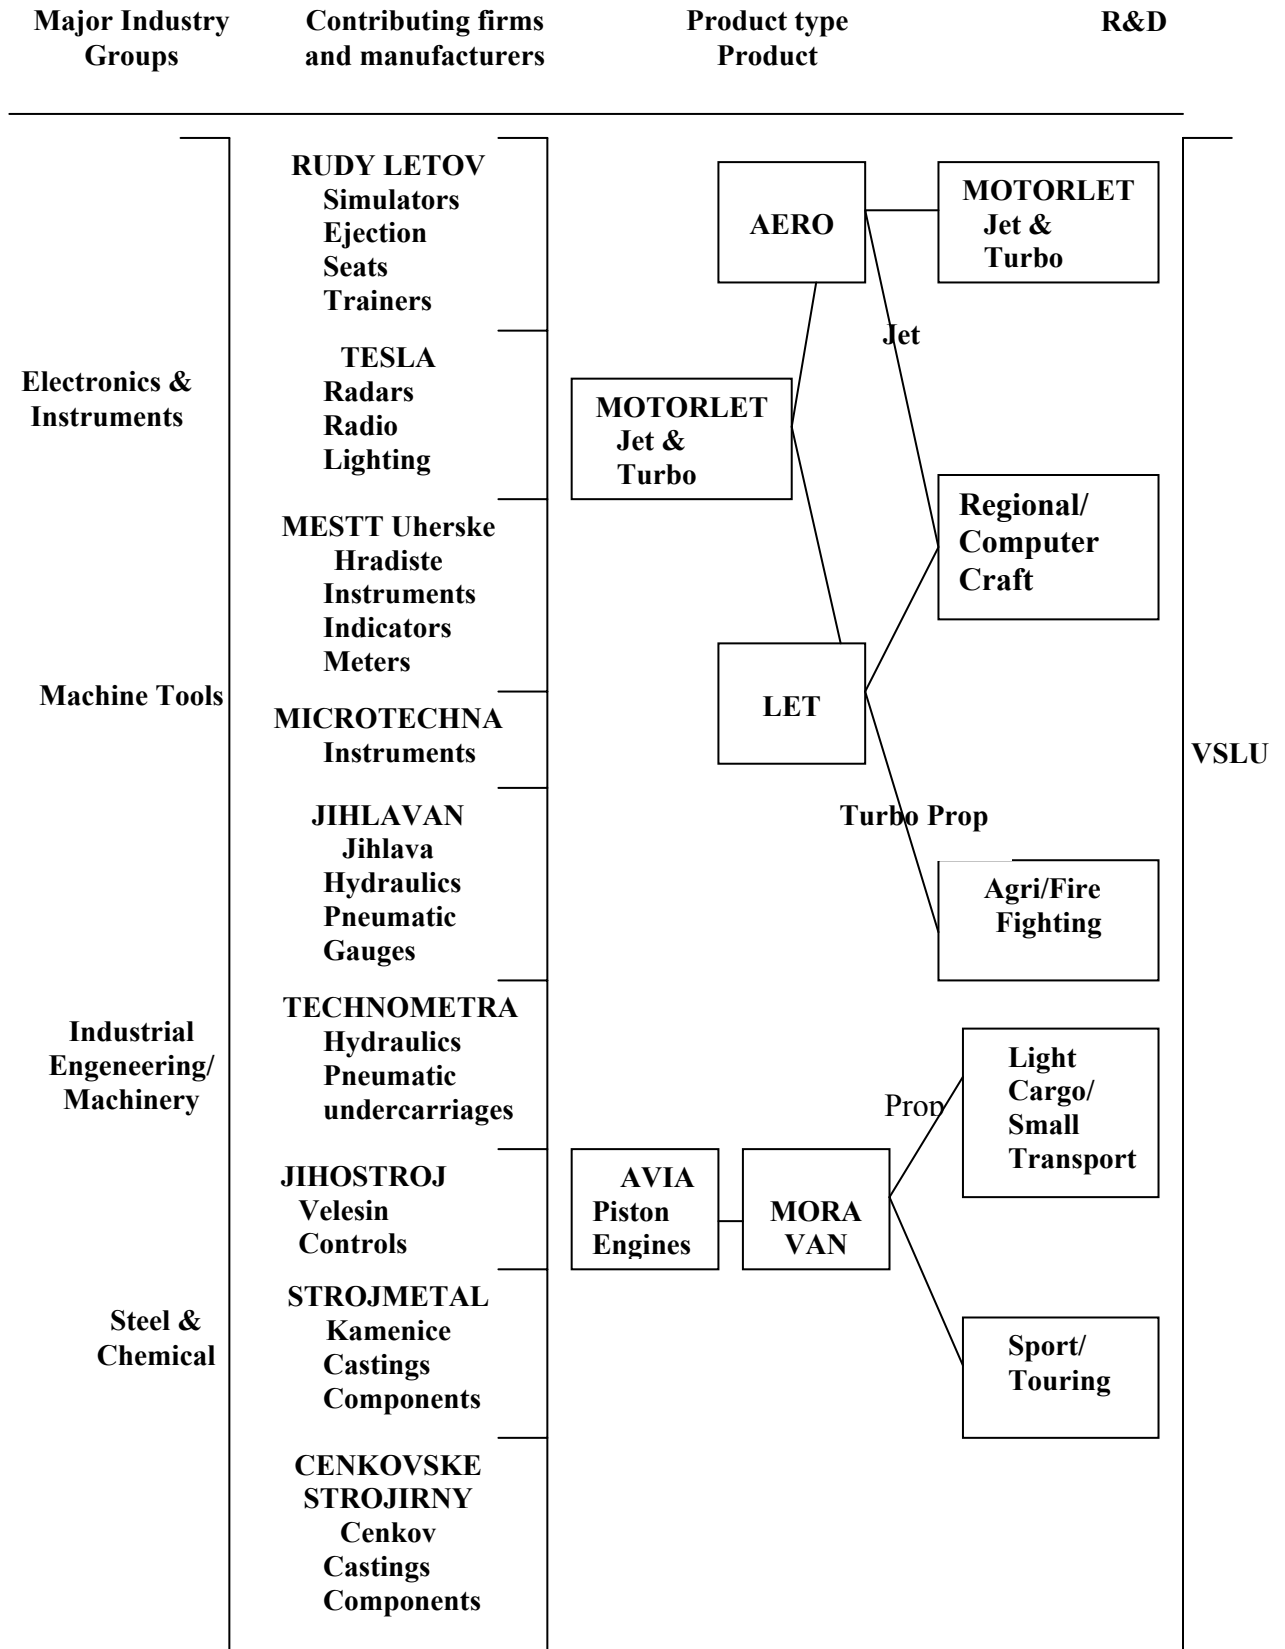 Major Industry
Groups
Contributing firms
and manufacturers
Product type
Product
R&D
Electronics &
Instruments
Machine Tools
Industrial
Engeneering/
Machinery
Steel &
Chemical
RUDY LETOV
Simulators
Ejection
Seats
Trainers
TESLA
Radars
Radio
Lighting
MESTT Uherske
Hradiste
Instruments
Indicators
Meters
MICROTECHNA
Instruments
JIHLAVAN
Jihlava
Hydraulics
Pneumatic
Gauges
TECHNOMETRA
Hydraulics
Pneumatic
undercarriages
JIHOSTROJ
Velesin
Controls
STROJMETAL
Kamenice
Castings
Components
CENKOVSKE
STROJIRNY
Cenkov
Castings
Components
MOTORLET
Jet &
Turbo
AVIA
Piston
Engines
AERO
LET
MORA
VAN
Jet
Turbo Prop
Prop
MOTORLET
Jet &
Turbo
Regional/
Computer
Craft
Agri/Fire
Fighting
Light
Cargo/
Small
Transport
Sport/
Touring
VSLU